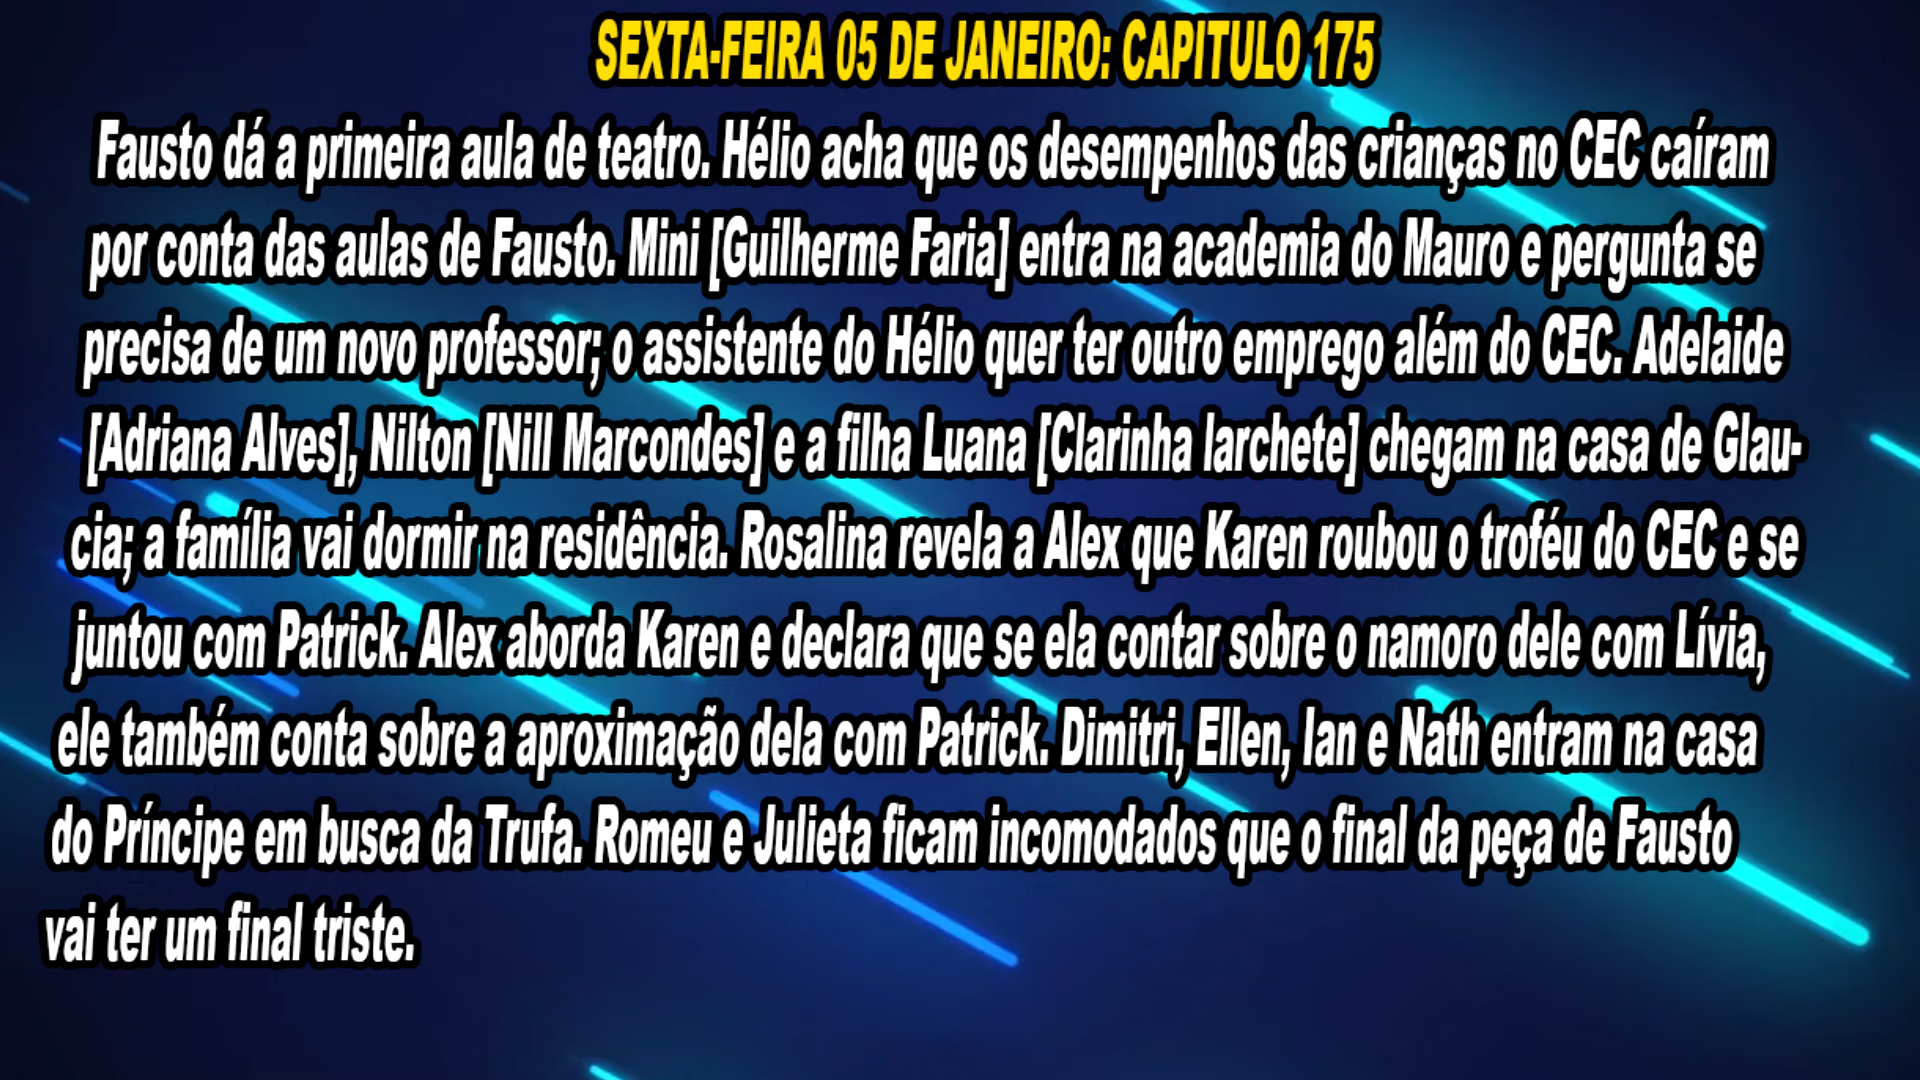 SEXTA-FEIRA 05 DE JANEIRO: CAPITULO 175
Fausto dá a primeira aula de teatro. Hélio acha que os desempenhos das crianças no CEC caíram
por conta das aulas de Fausto. Mini [Guilherme Faria] entra na academia do Mauro e pergunta se
precisa de um novo professor; o assistente do Hélio quer ter outro emprego além do CEC. Adelaide
[Adriana Alves], Nilton [Nill Marcondes] e a filha Luana [Clarinha Iarchete] chegam na casa de Glau-
cia; a família vai dormir na residência. Rosalina revela a Alex que Karen roubou o troféu do CEC e se
juntou com Patrick. Alex aborda Karen e declara que se ela contar sobre o namoro dele com Lívia,
ele também conta sobre a aproximação dela com Patrick. Dimitri, Ellen, Ian e Nath entram na casa
do Príncipe em busca da Trufa. Romeu e Julieta ficam incomodados que o final da peça de Fausto
vai ter um final triste.